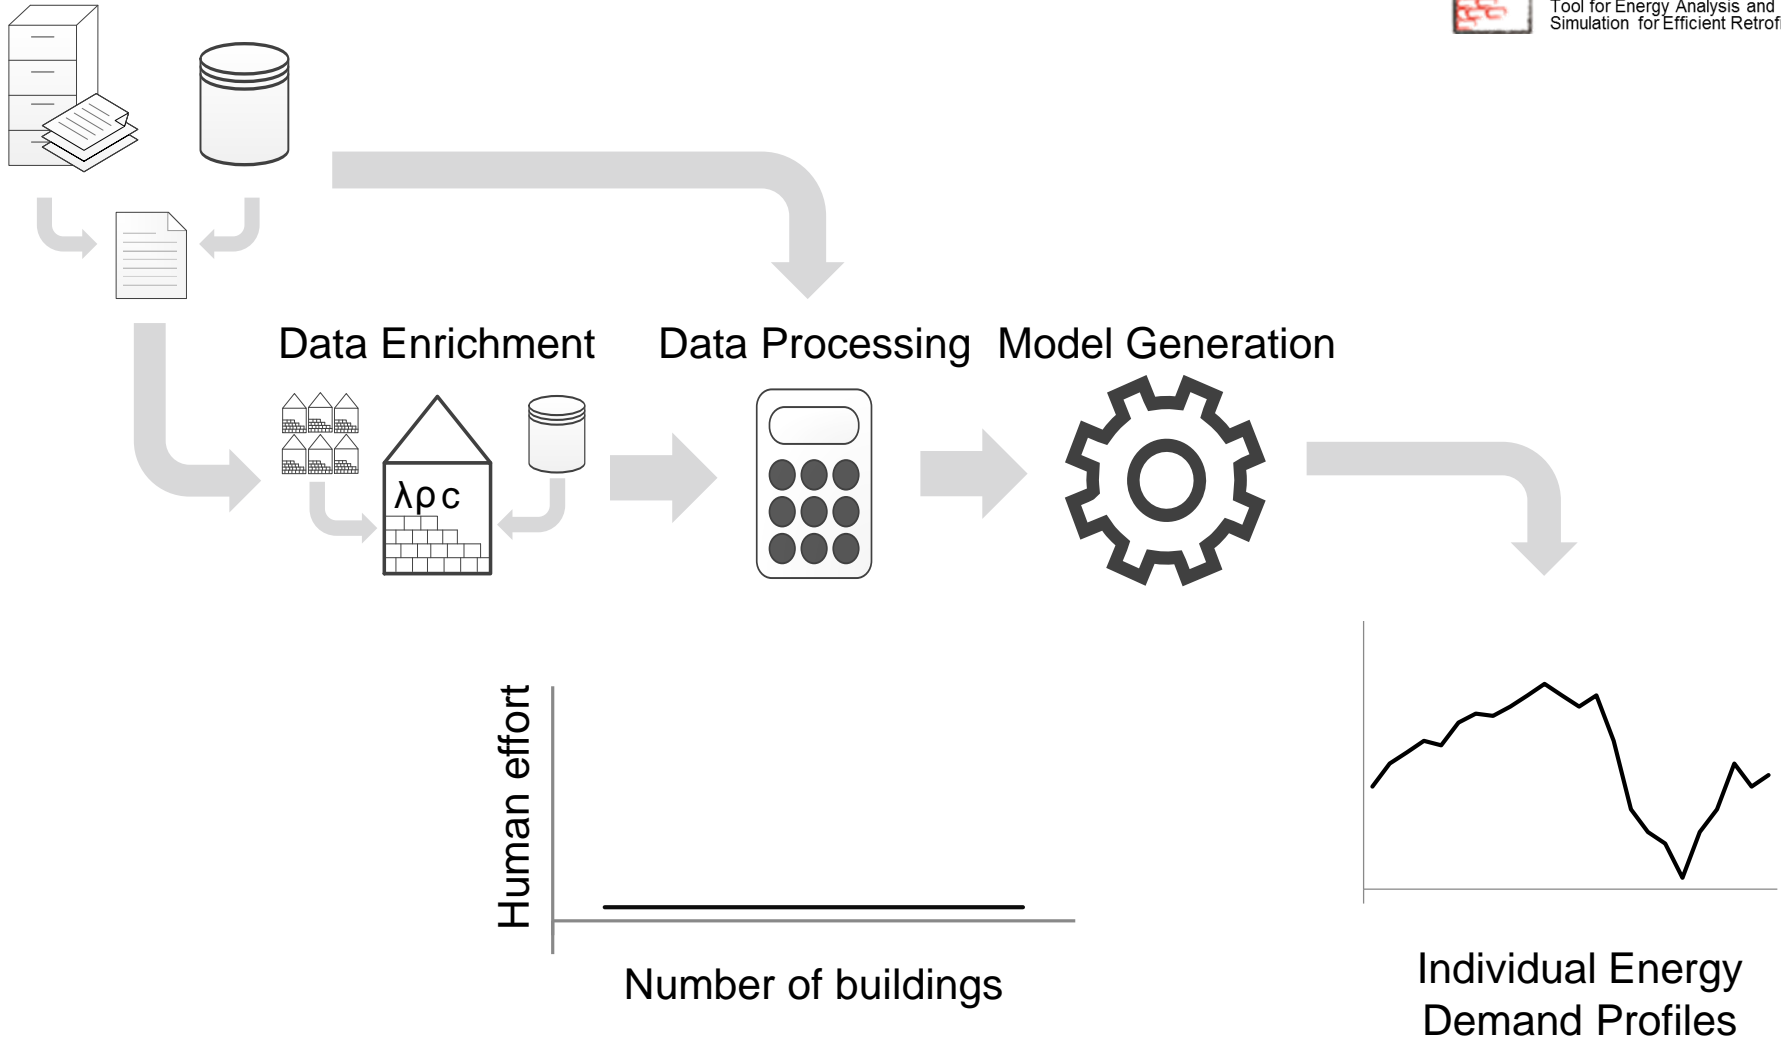 Tool for Energy Analysis and
Simulation for Efficient Retrofi
Data Enrichment
Data Processing
Model Generation
λρc
Human effort
Number of buildings
Individual Energy
Demand Profiles